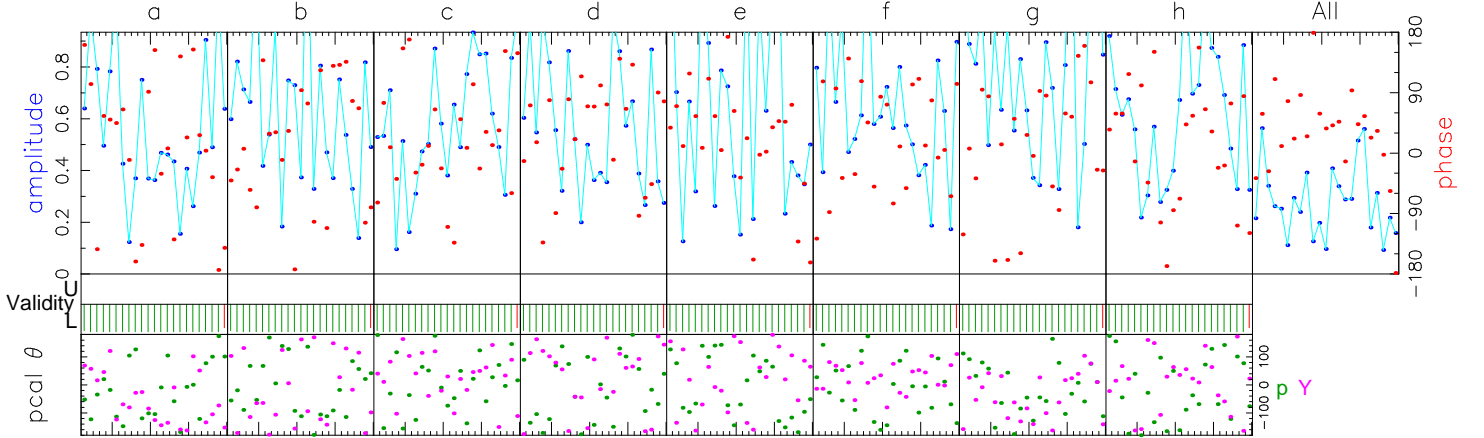 a b c d e f g h All
amplitude
0 0.2 0.4 0.6 0.8
180 90 0 −90 −180
phase
Validity
U
L
pcal θ
100 0 −100
p Y